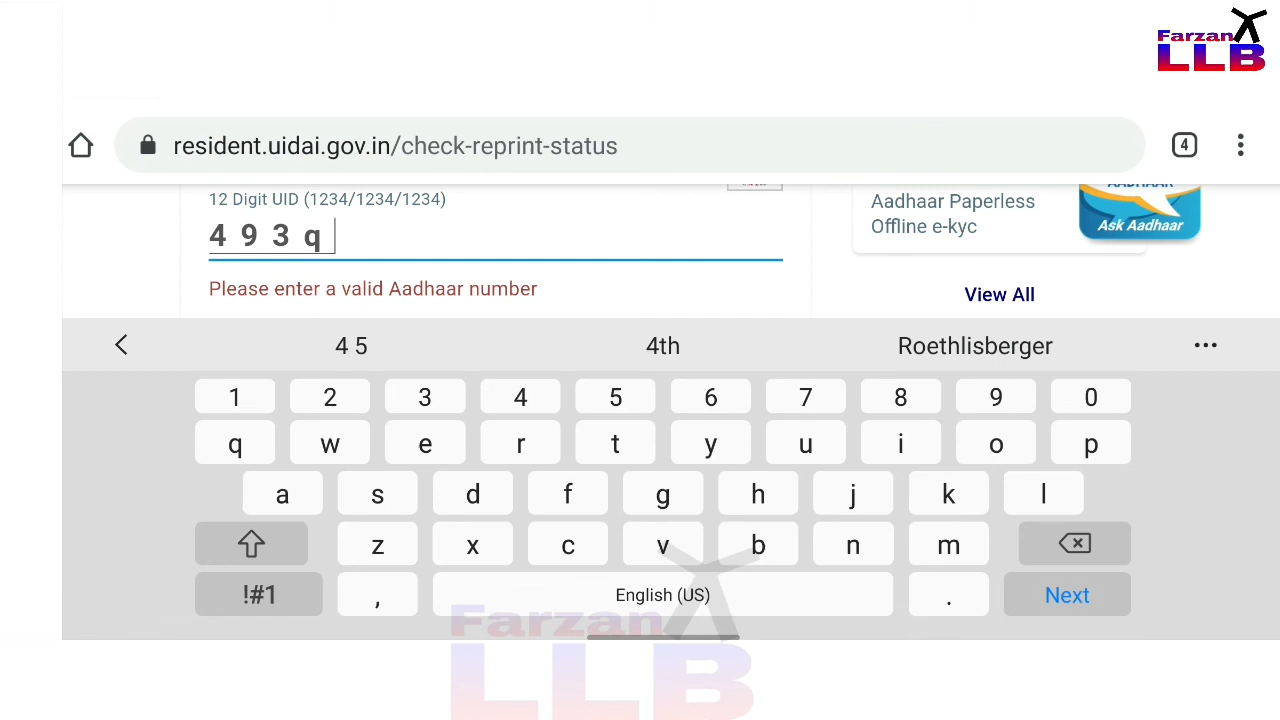 Farzan
LLB
resident.uidai.gov.in/check-reprint-status
4
12 Digit UID (1234/1234/1234)
4 9 3 q
Please enter a valid Aadhaar number
Aadhaar Paperless
Offline e-kyc
AADHAAR
Ask Aadhaar
View All
4 5 4th Roethlisberger
1 2 3 4 5 6 7 8 9 0
q w e r t y u i o p
a s d f g h j k l
z x c v b n m
!#1 , English (US) . Next
Farzan
LLB